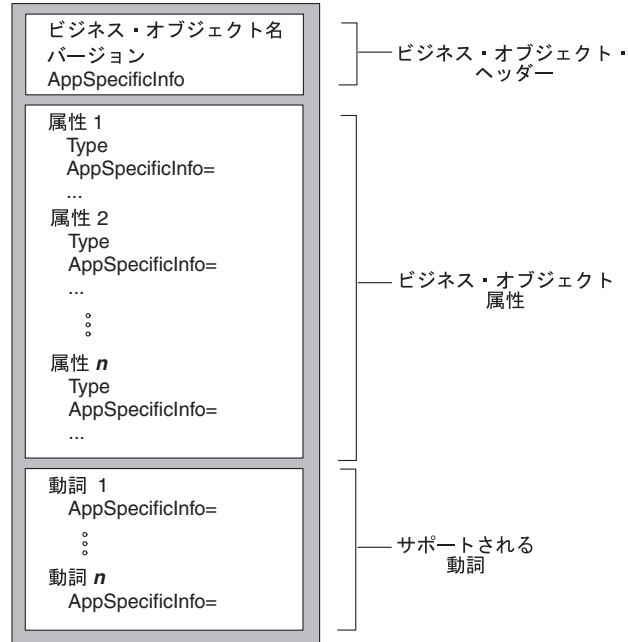 ビジネス・オブジェクト名
バージョン
AppSpecificInfo
ビジネス・オブジェクト・
ヘッダー
属性 1
Type
AppSpecificInfo=
...
属性 2
Type
AppSpecificInfo=
...
属性 n
Type
AppSpecificInfo=
...
ビジネス・オブジェクト
属性
動詞 1
AppSpecificInfo=
動詞 n
AppSpecificInfo=
サポートされる
動詞